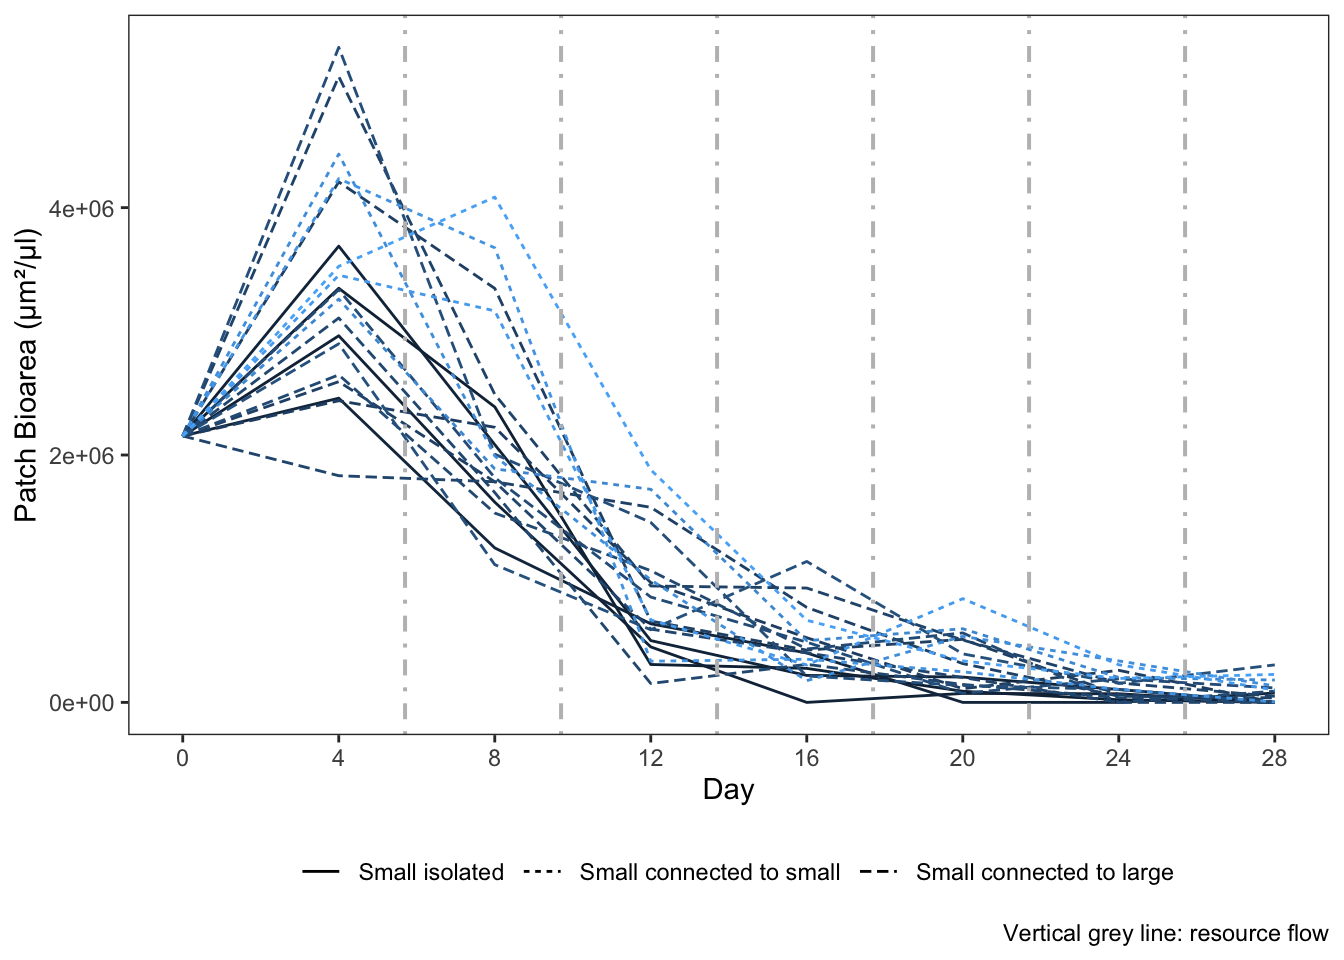 Patch Bioarea (µm²/µl)
4e+06
2e+06
0e+00
0 4 8 12 16 20 24 28
Day
Small isolated Small connected to small Small connected to large
Vertical grey line: resource flow